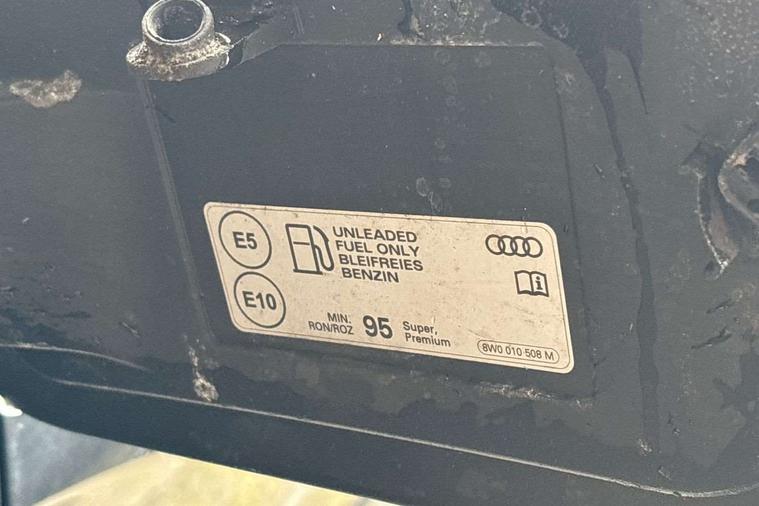 E5
E10
UNLEADED
FUEL ONLY
BLEIFREIES
BENZIN
MIN.
RON/ROZ 95 Super,
Premium
8W0 010 508 M